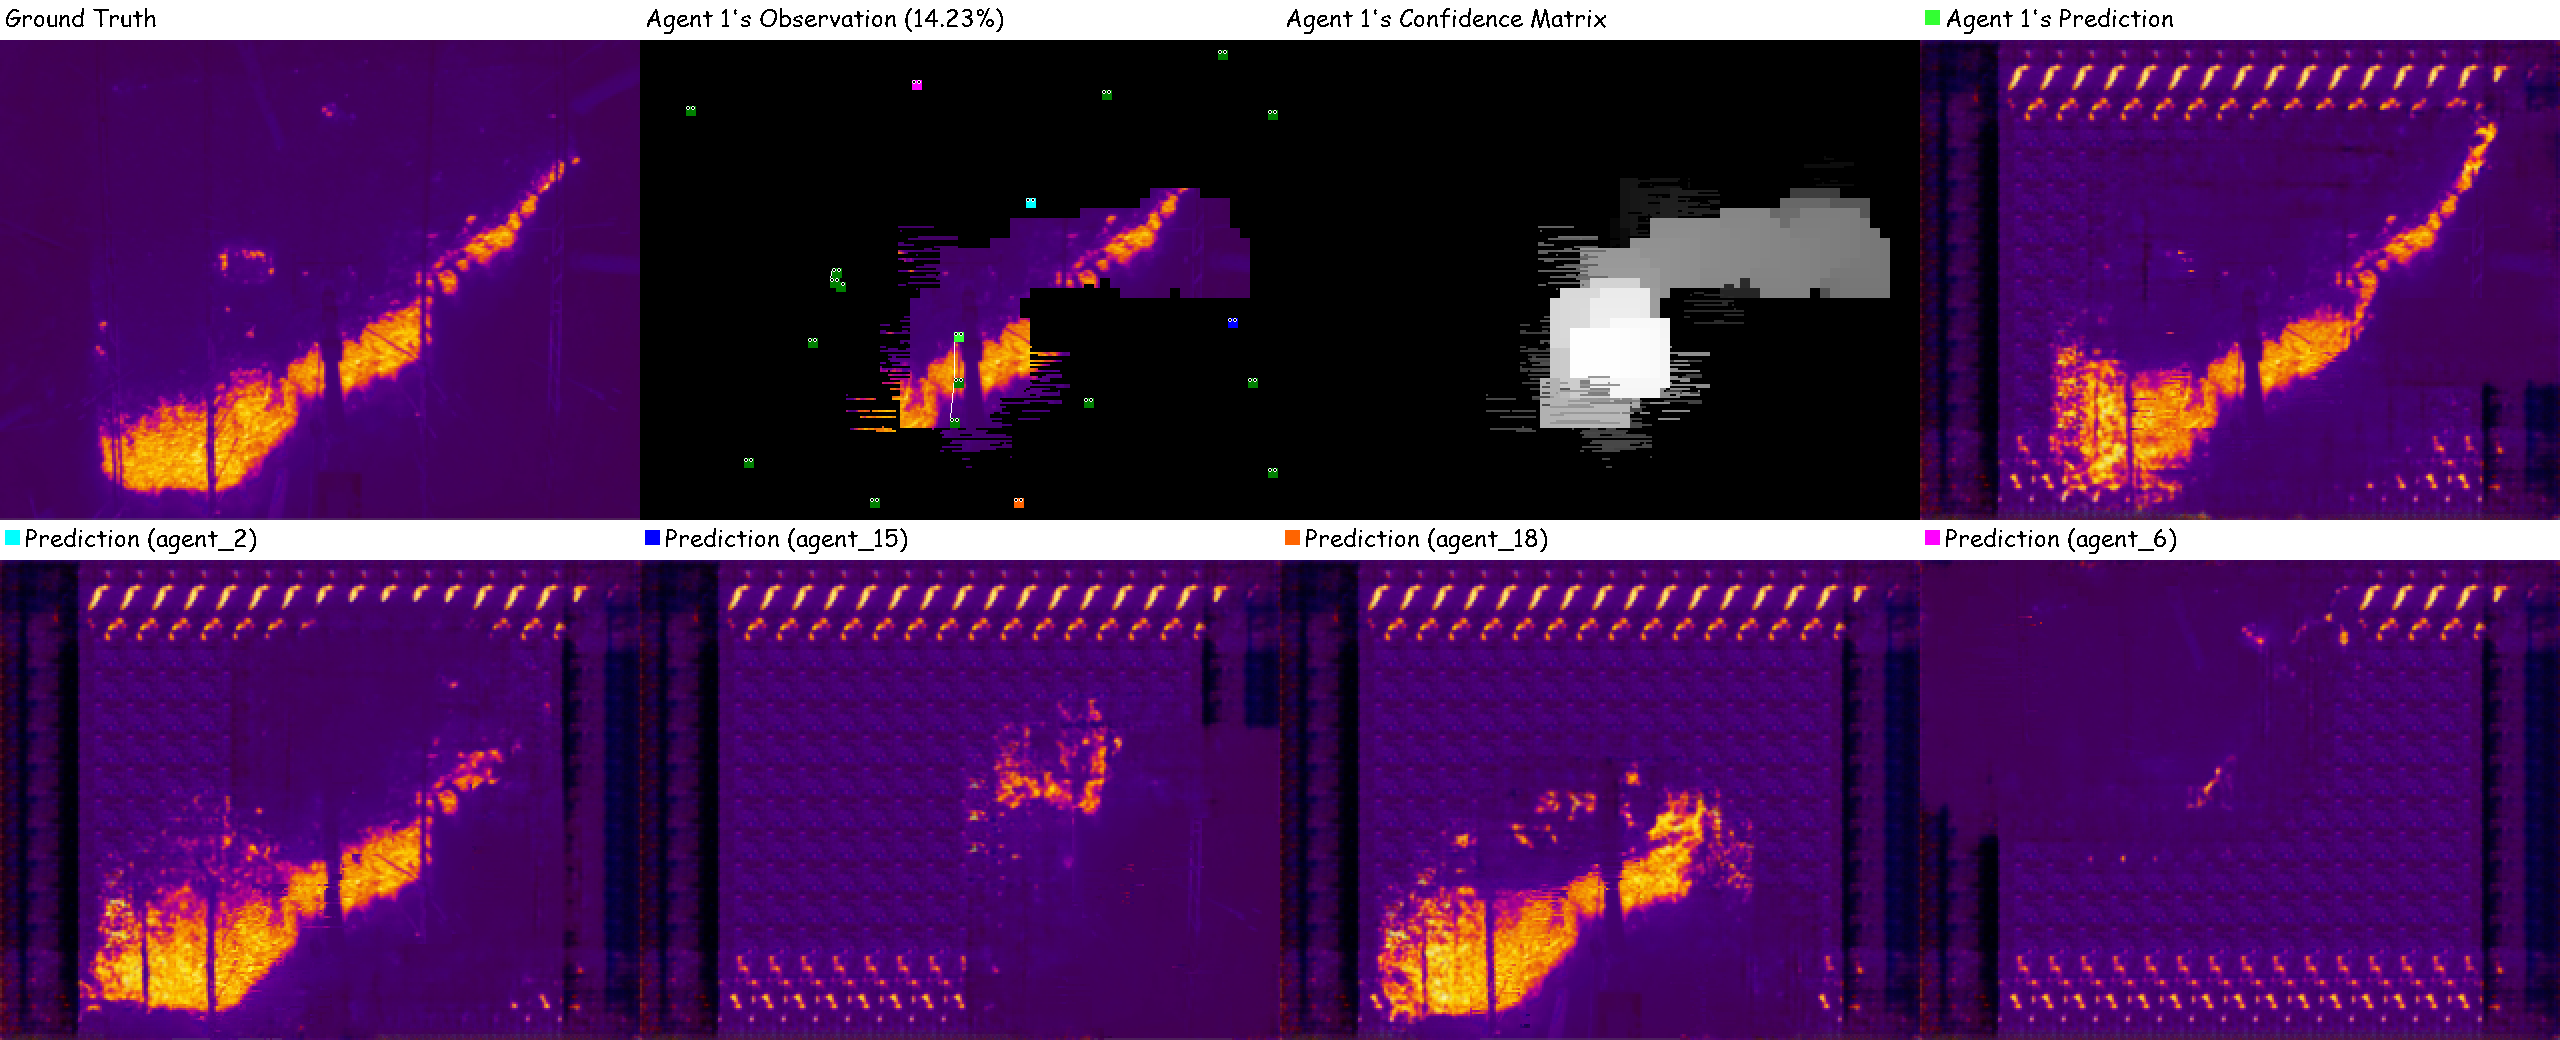 Ground Truth
Agent 1's Observation (14.23%)
Agent 1's Confidence Matrix
Agent 1's Prediction
Prediction (agent_2)
Prediction (agent_15)
Prediction (agent_18)
Prediction (agent_6)